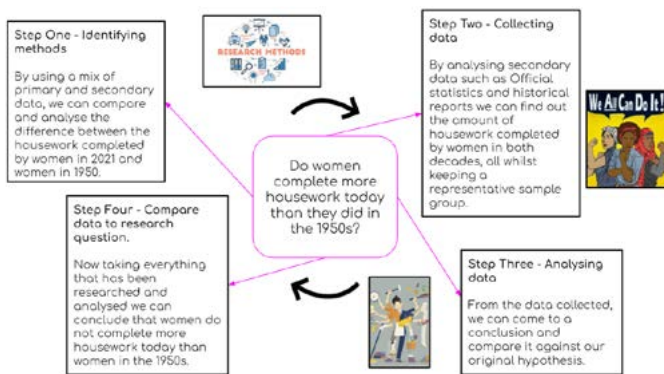 Step One - Identifying
methods
By using a mix of
primary and secondary
data, we can compare
and analyse the
difference between the
housework completed
by women in 2021 and
women in 1950.
RESEARCH METHODS
Step Two - Collecting
data
By analysing secondary
data such as Official
statistics and historical
reports we can find out
the amount of
housework completed
by women in both
decades, all whilst
keeping a
representative sample
group.
We All Can Do It!
Do women
complete more
housework today
than they did in
the 1950s?
Step Three - Analysing
data
From the data collected,
we can come to a
conclusion and
compare it against our
original hypothesis.
Step Four - Compare
data to research
question.
Now taking everything
that has been
researched and
analysed we can
conclude that women do
not complete more
housework today than
women in the 1950s.